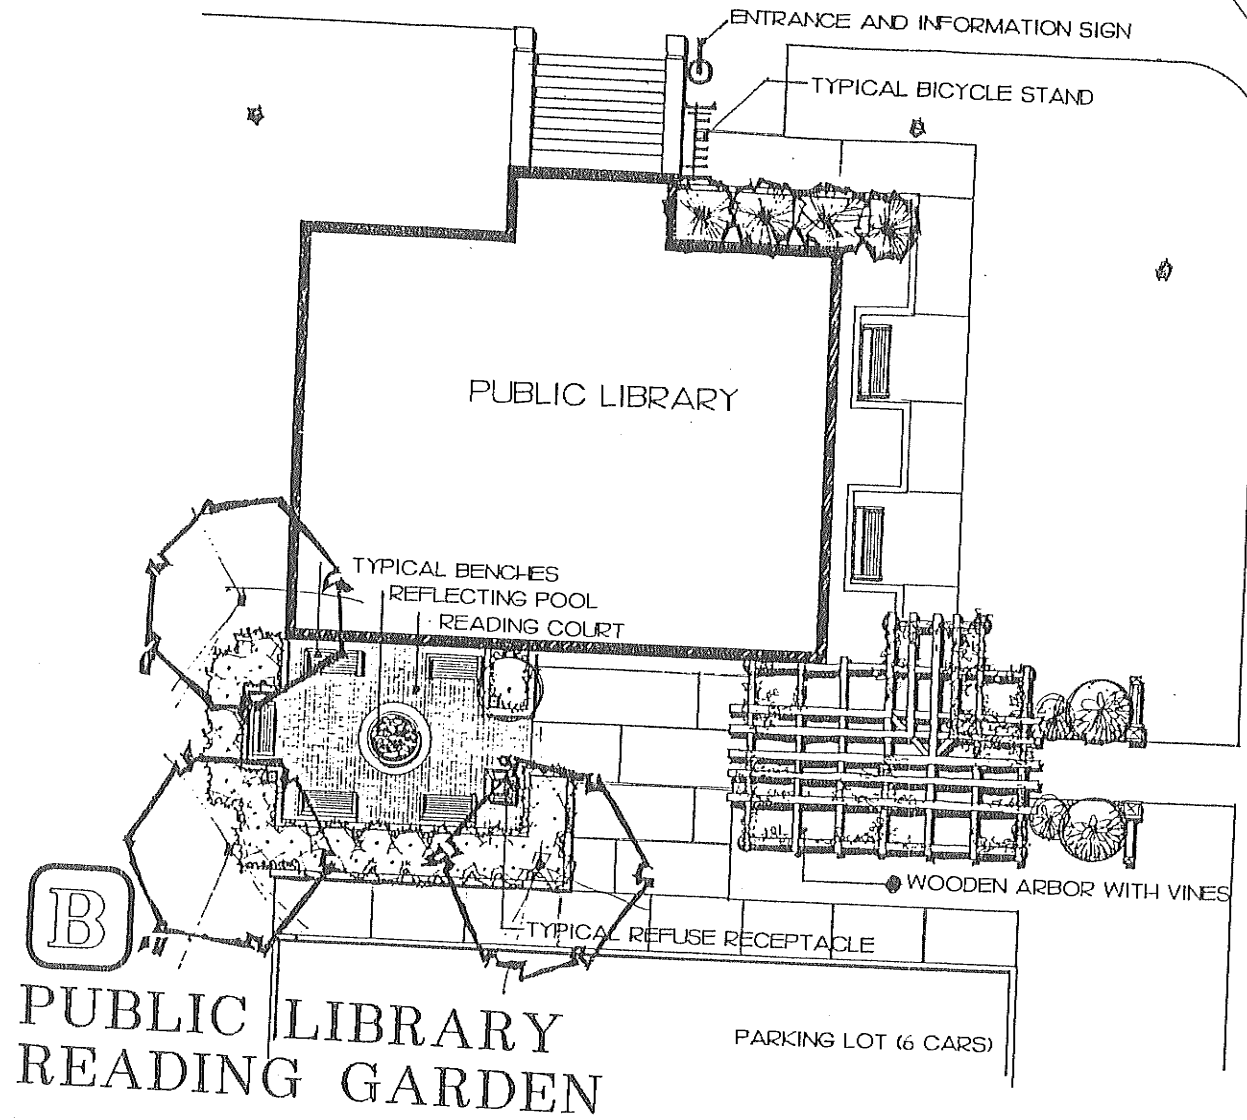 ENTRANCE AND INFORMATION SIGN
TYPICAL BICYCLE STAND
PUBLIC LIBRARY
TYPICAL BENCHES
REFLECTING POOL
READING COURT
WOODEN ARBOR WITH VINES
TYPICAL REFUSE RECEPTACLE
B
PUBLIC LIBRARY
READING GARDEN
PARKING LOT (6 CARS)